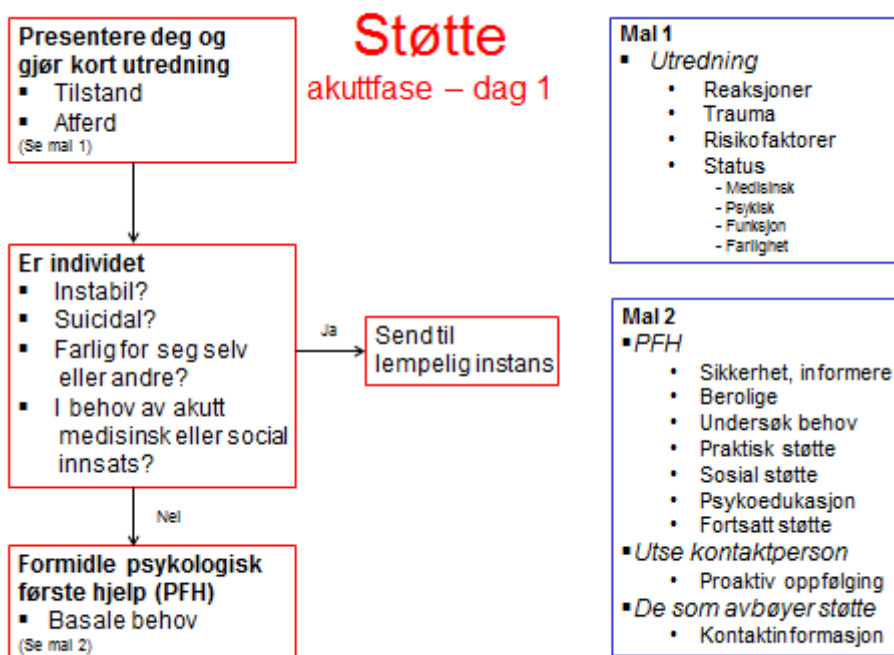 Støtte
akuttfase – dag 1
Presentere deg og
gjør kort utredning
▪ Tilstand
▪ Atferd
(Se mal 1)
Er individet
▪ Instabil?
▪ Suicidal?
▪ Farlig for seg selv
eller andre?
▪ I behov av akutt
medisinsk eller social
innsats?
Ja
Send til
lempelig instans
Nei
Formidle psykologisk
første hjelp (PFH)
▪ Basale behov
(Se mal 2)
Mal 1
▪ Utredning
• Reaksjoner
• Trauma
• Risikofaktorer
• Status
- Medisinsk
- Psykisk
- Funksjon
- Farlighet
Mal 2
▪ PFH
• Sikkerhet, informere
• Berolige
• Undersøk behov
• Praktisk støtte
• Sosial støtte
• Psykoedukasjon
• Fortsatt støtte
▪ Utse kontaktperson
• Proaktiv oppfølging
▪ De som avbøyer støtte
• Kontaktinformasjon